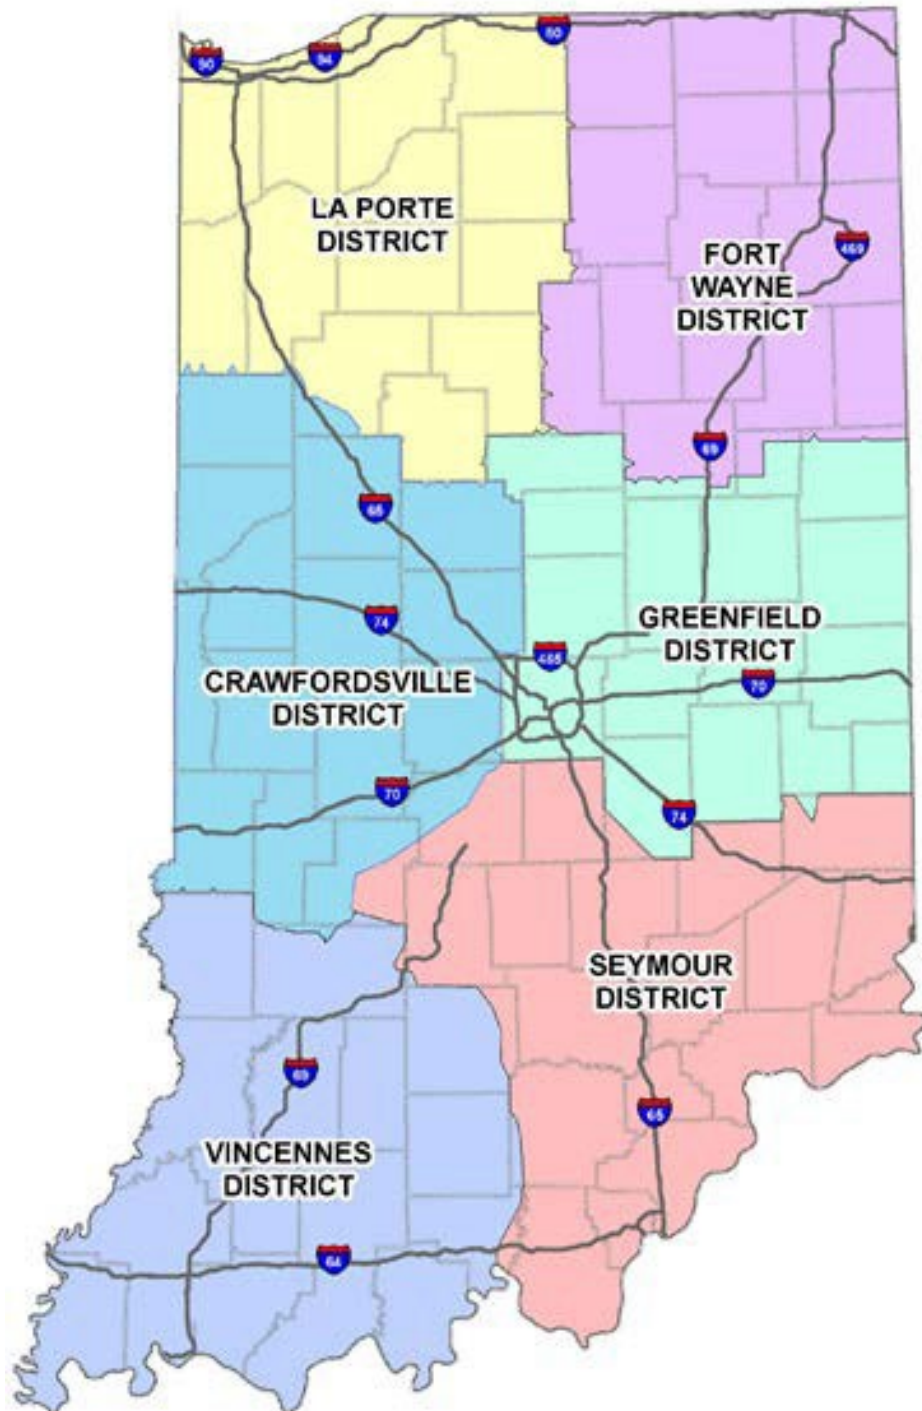 90
94
80
LA PORTE
DISTRICT
469
FORT
WAYNE
DISTRICT
69
65
74
GREENFIELD
DISTRICT
465
CRAWFORDSVILLE
DISTRICT
70
70
74
SEYMOUR
DISTRICT
69
65
VINCENNES
DISTRICT
64